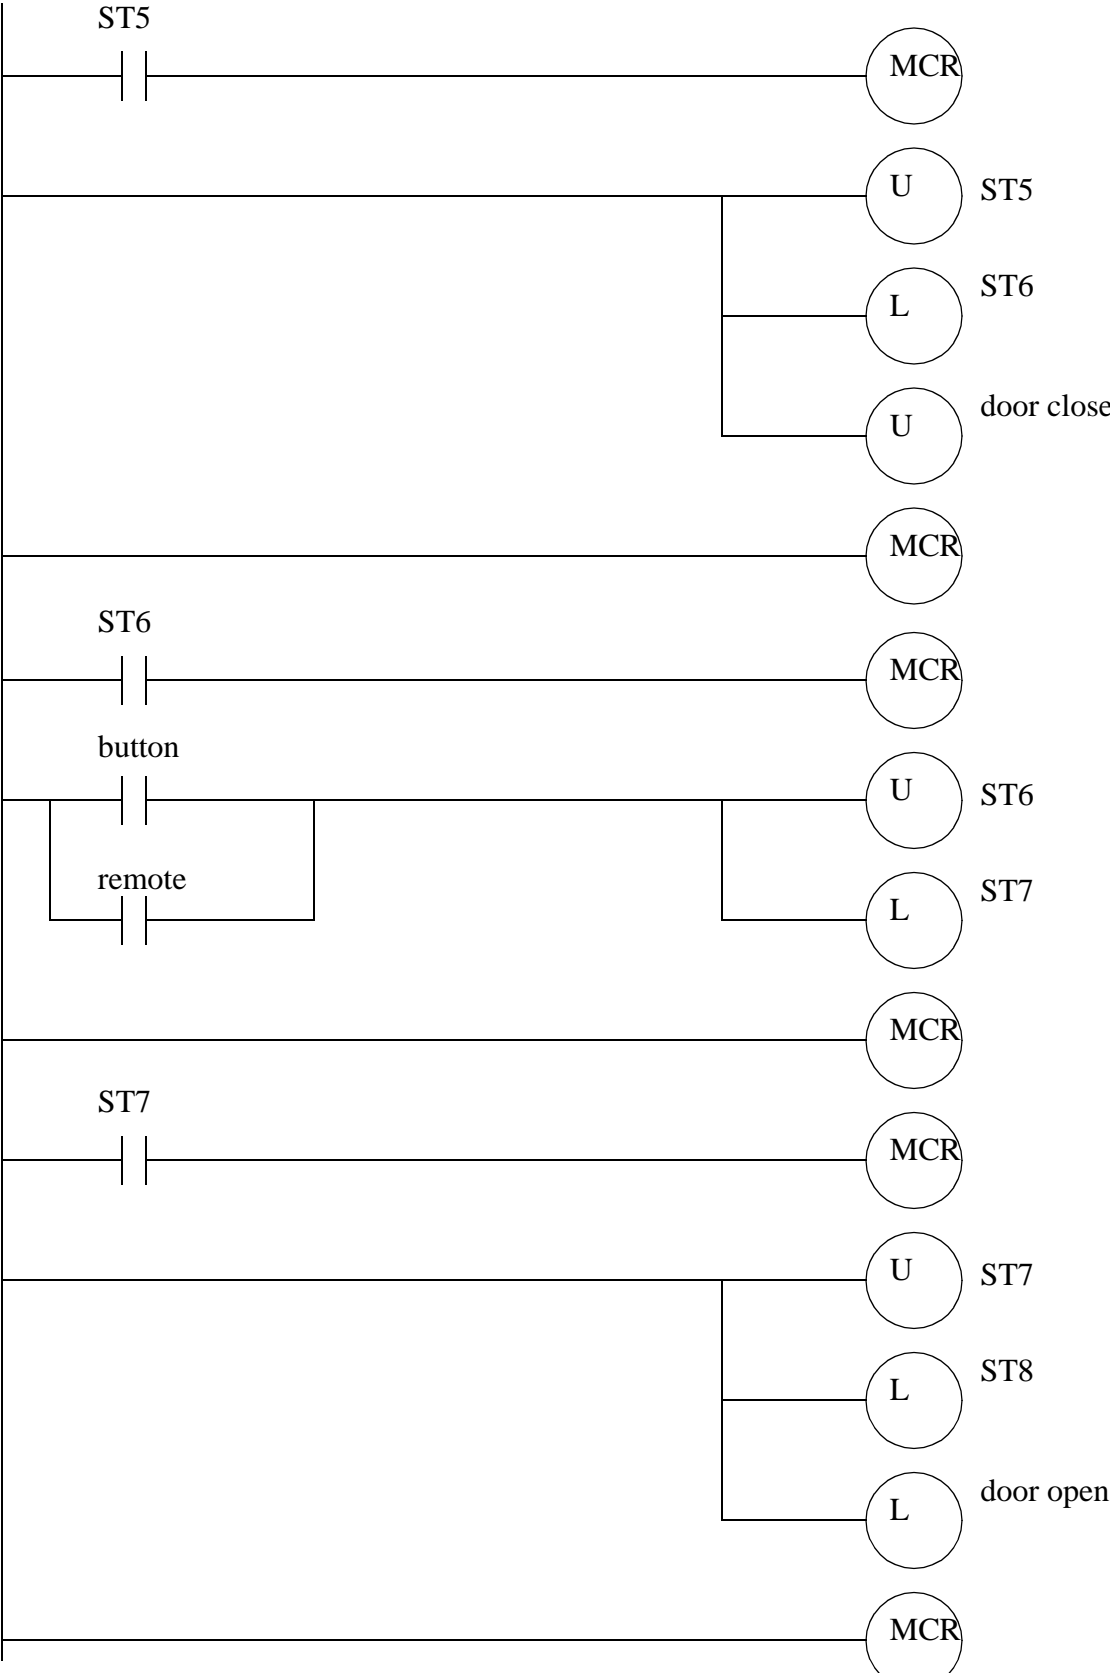 ST5
MCR
U ST5
L ST6
U door close
MCR
ST6
MCR
button
U ST6
remote
L ST7
MCR
ST7
MCR
U ST7
L ST8
L door open
MCR